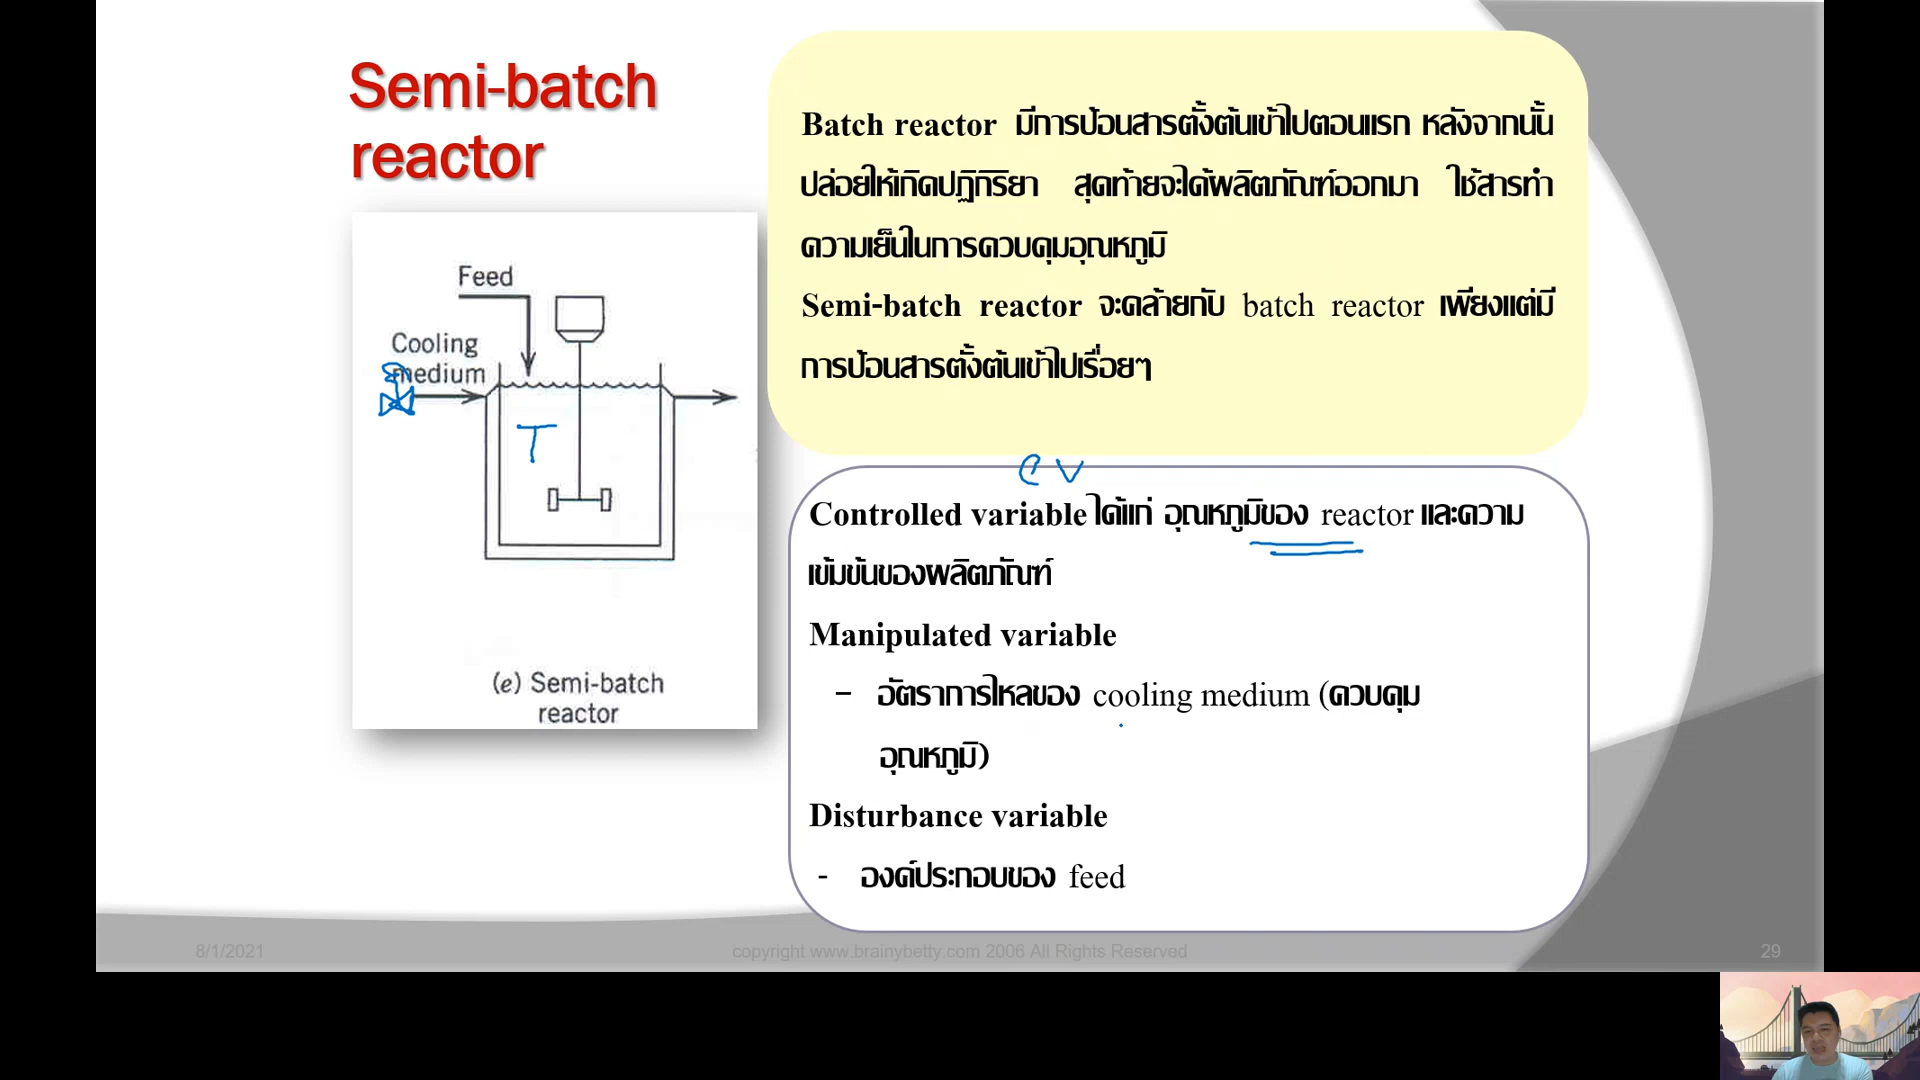 Semi-batch
reactor
Batch reactor มีการป้อนสารตั้งต้นเข้าไปตอนแรก หลังจากนั้น
ปล่อยให้เกิดปฏิกิริยา สุดท้ายจะได้ผลิตภัณฑ์ออกมา ใช้สารทำ
ความเย็นในการควบคุมอุณหภูมิ
Semi-batch reactor จะคล้ายกับ batch reactor เพียงแต่มี
การป้อนสารตั้งต้นเข้าไปเรื่อยๆ
Feed
Cooling
medium
T
(e) Semi-batch
reactor
CV
Controlled variable ได้แก่ อุณหภูมิของ reactor และความ
เข้มข้นของผลิตภัณฑ์
Manipulated variable
– อัตราการไหลของ cooling medium (ควบคุม
อุณหภูมิ)
Disturbance variable
- องค์ประกอบของ feed
8/1/2021
copyright www.brainybetty.com 2006 All Rights Reserved
29